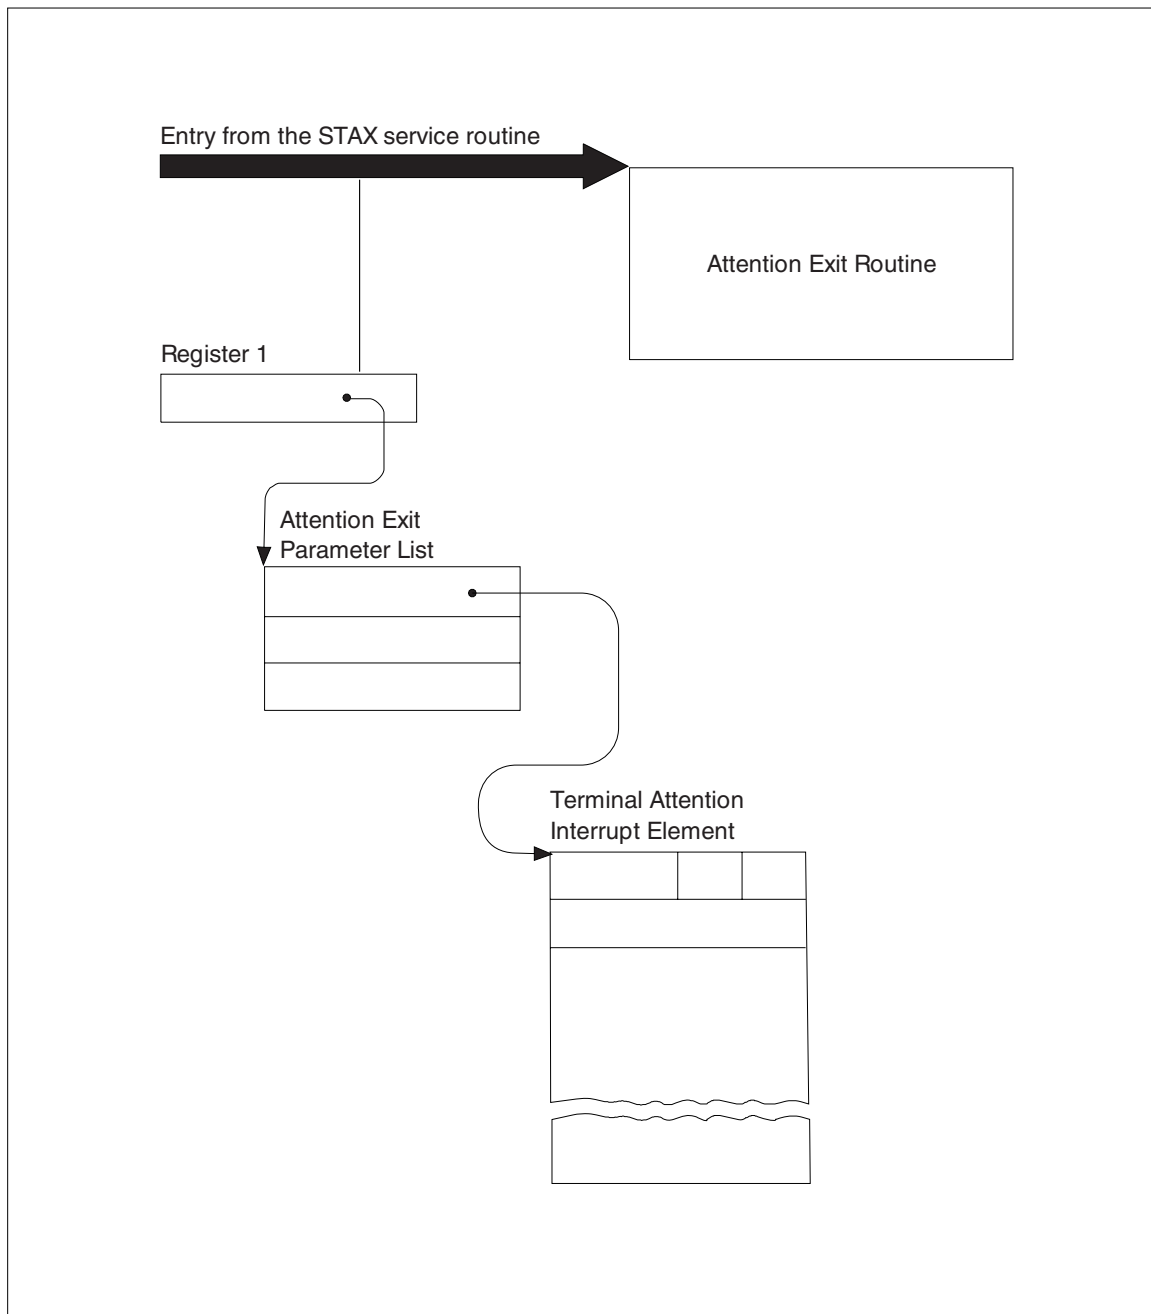 Entry from the STAX service routine
Attention Exit Routine
Register 1
Attention Exit
Parameter List
Terminal Attention
Interrupt Element